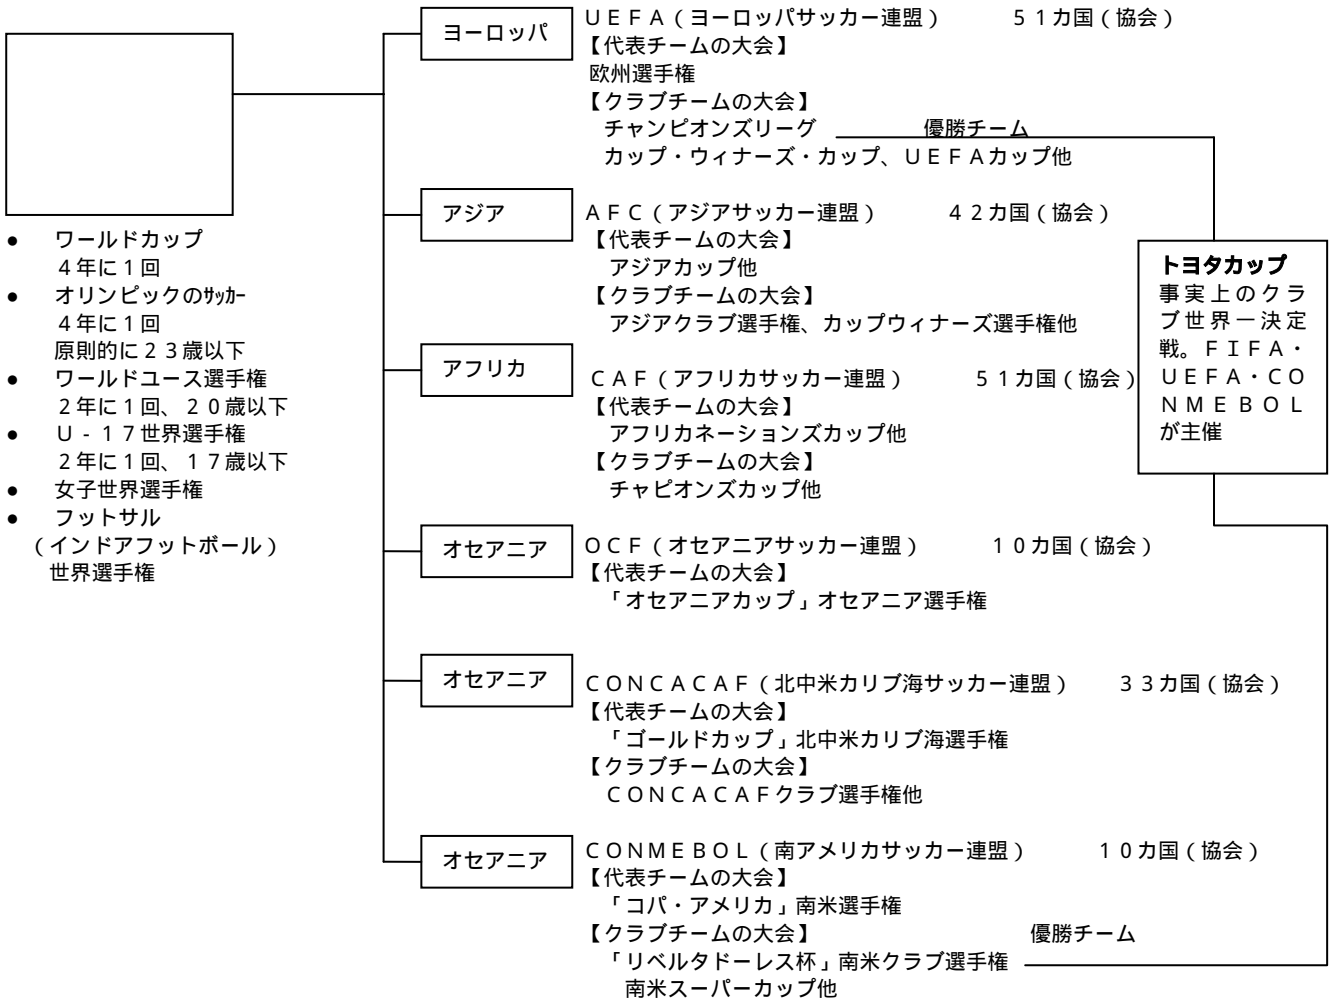 ヨーロッパ
ＵＥＦＡ（ヨーロッパサッカー連盟）　５１カ国（協会）
【代表チームの大会】
欧州選手権
【クラブチームの大会】
チャンピオンズリーグ　優勝チーム
カップ・ウィナーズ・カップ、ＵＥＦＡカップ他
●　ワールドカップ
４年に１回
●　オリンピックのｻｯｶｰ
４年に１回
原則的に２３歳以下
●　ワールドユース選手権
２年に１回、２０歳以下
●　Ｕ‐１７世界選手権
２年に１回、１７歳以下
●　女子世界選手権
●　フットサル
（インドアフットボール）
世界選手権
アジア
ＡＦＣ（アジアサッカー連盟）　４２カ国（協会）
【代表チームの大会】
アジアカップ他
【クラブチームの大会】
アジアクラブ選手権、カップウィナーズ選手権他
アフリカ
ＣＡＦ（アフリカサッカー連盟）　５１カ国（協会）
【代表チームの大会】
アフリカネーションズカップ他
【クラブチームの大会】
チャピオンズカップ他
オセアニア
ＯＣＦ（オセアニアサッカー連盟）　１０カ国（協会）
【代表チームの大会】
「オセアニアカップ」オセアニア選手権
オセアニア
ＣＯＮＣＡＣＡＦ（北中米カリブ海サッカー連盟）　３３カ国（協会）
【代表チームの大会】
「ゴールドカップ」北中米カリブ海選手権
【クラブチームの大会】
ＣＯＮＣＡＣＡＦクラブ選手権他
オセアニア
ＣＯＮＭＥＢＯＬ（南アメリカサッカー連盟）　１０カ国（協会）
【代表チームの大会】
「コパ・アメリカ」南米選手権
【クラブチームの大会】　優勝チーム
「リベルタドーレス杯」南米クラブ選手権
南米スーパーカップ他
トヨタカップ
事実上のクラ
ブ世界一決定
戦。ＦＩＦＡ・
ＵＥＦＡ・ＣＯ
ＮＭＥＢＯＬ
が主催